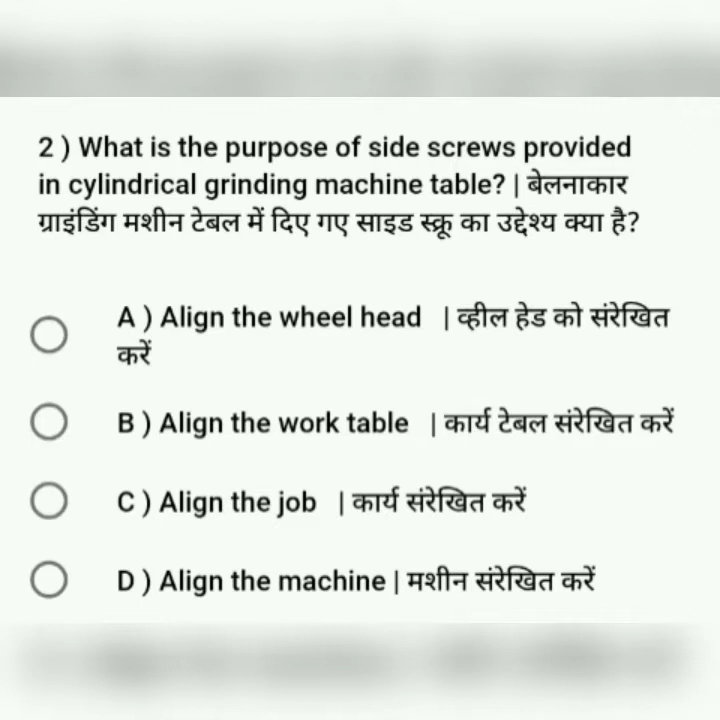 2 ) What is the purpose of side screws provided
in cylindrical grinding machine table? | बेलनाकार
ग्राइंडिंग मशीन टेबल में दिए गए साइड स्क्रू का उद्देश्य क्या है?
A ) Align the wheel head | व्हील हेड को संरेखित
करें
B ) Align the work table | कार्य टेबल संरेखित करें
C ) Align the job | कार्य संरेखित करें
D ) Align the machine | मशीन संरेखित करें